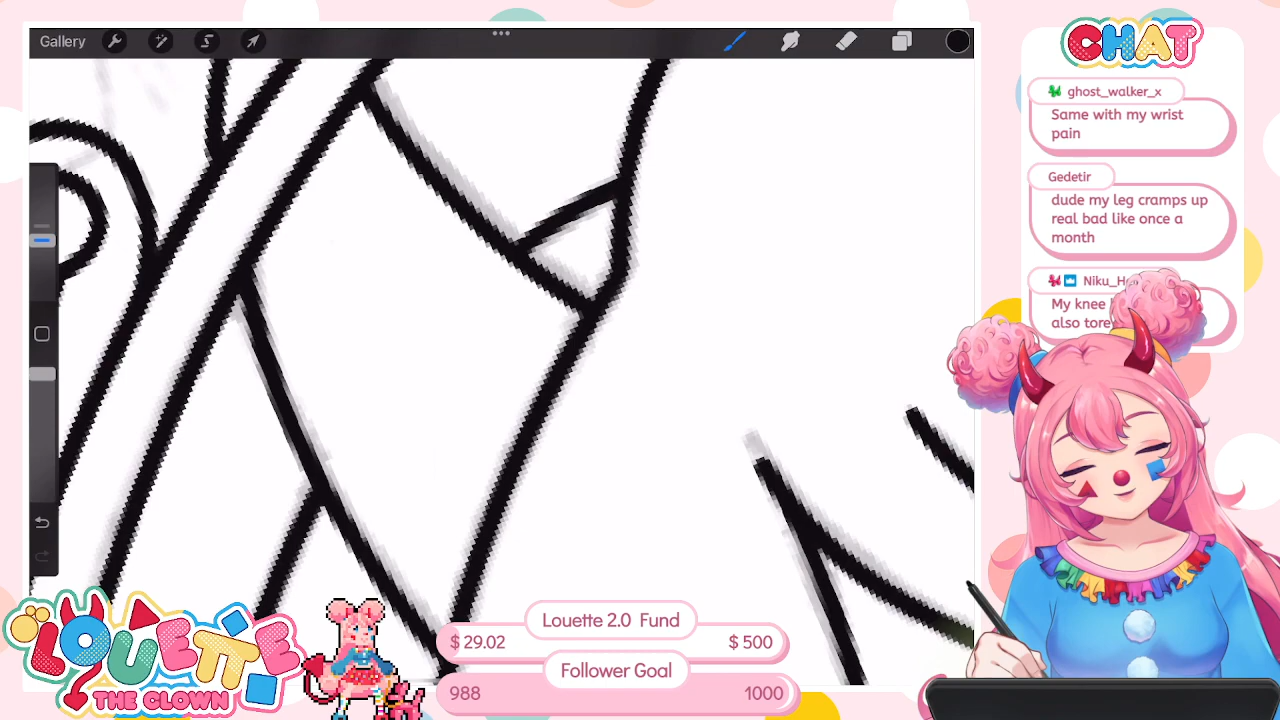 Gallery
CHAT
ghost_walker_x
Same with my wrist
pain
Gedetir
dude my leg cramps up
real bad like once a
month
My knee
also tore
LOUETTE
THE CLOWN
Louette 2.0 Fund
$ 29.02
$ 500
Follower Goal
988
1000